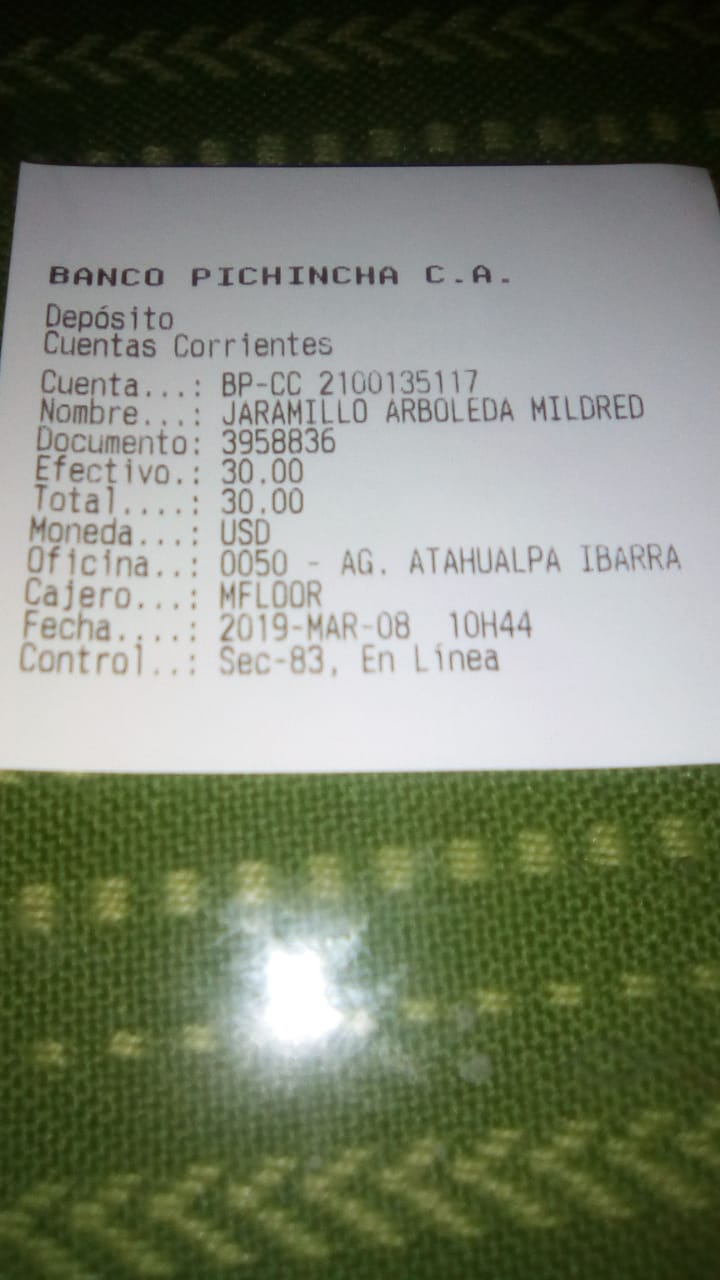 BANCO PICHINCHA C.A.
Depósito
Cuentas Corrientes
Cuenta...: BP-CC 2100135117
Nombre...: JARAMILLO ARBOLEDA MILDRED
Documento: 3958836
Efectivo.: 30.00
Total....: 30.00
Moneda...: USD
Oficina..: 0050 - AG. ATAHUALPA IBARRA
Cajero...: MFLOOR
Fecha....: 2019-MAR-08 10H44
Control..: Sec-83, En Línea